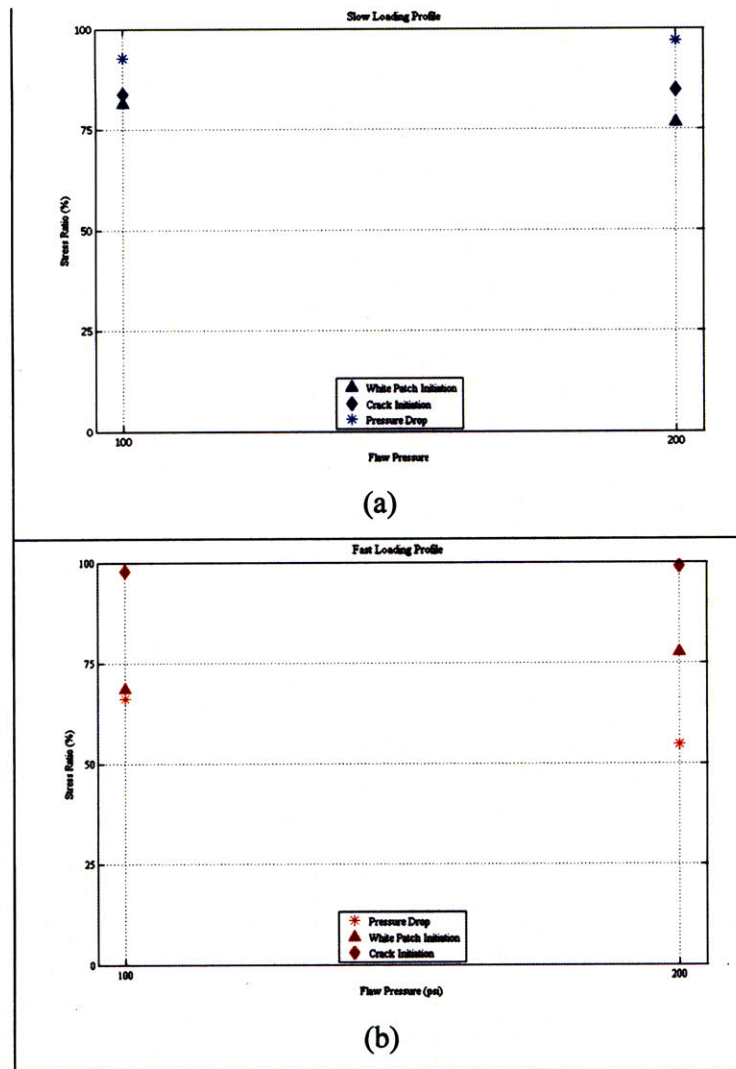 Slow Loading Profile
100
75
50
25
0
Stress Ratio (%)
White Patch Initiation
Crack Initiation
Pressure Drop
100
200
Flaw Pressure
(a)
Fast Loading Profile
100
75
50
25
0
Stress Ratio (%)
Pressure Drop
White Patch Initiation
Crack Initiation
100
200
Flaw Pressure (psi)
(b)